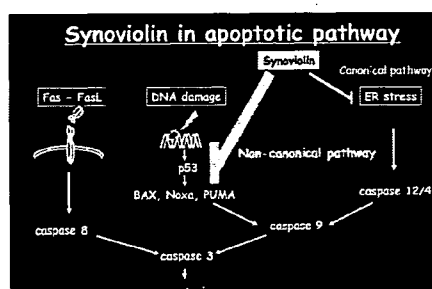 Synoviolin in apoptotic pathway
Synoviolin
Canonical pathway
Fas - FasL
DNA damage
ER stress
p53
Non-canonical pathway
BAX, Noxa, PUMA
caspase 12/4
caspase 8
caspase 9
caspase 3